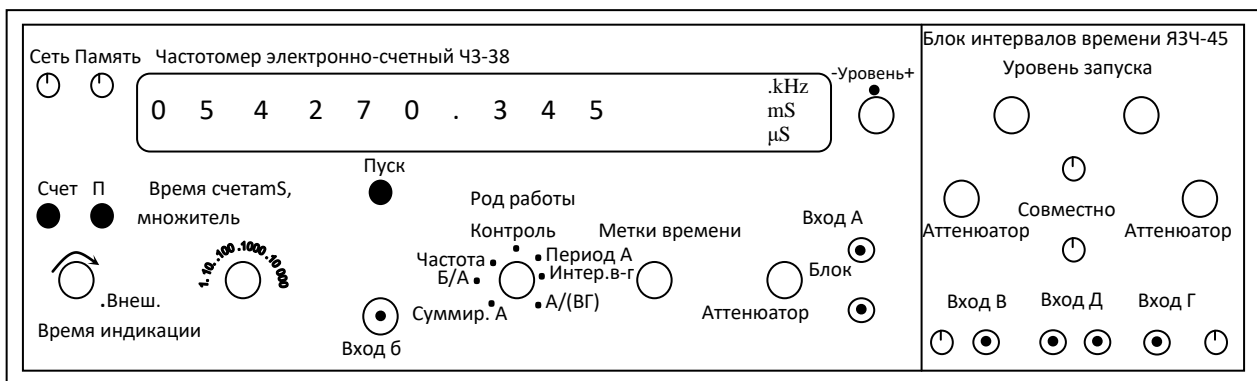 Сеть Память Частотомер электронно-счетный ЧЗ-38
0 5 4 2 7 0 . 3 4 5
.kHz
mS
μS
-Уровень+
Пуск
Счет П
Время счетаmS,
множитель
1. 10. .100 .1000 .10 000
.Внеш.
Время индикации
Род работы
Контроль
Частота
Б/А
Суммир. А
Период А
Интер.в-г
А/(ВГ)
Вход б
Метки времени
Аттенюатор
Вход А
Блок
Блок интервалов времени ЯЗЧ-45
Уровень запуска
Аттенюатор
Совместно
Аттенюатор
Вход В Вход Д Вход Г